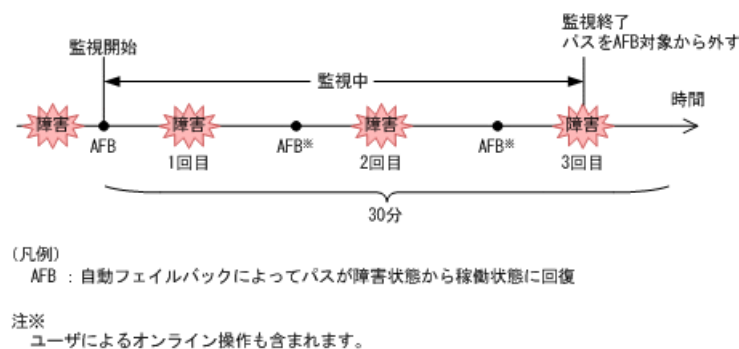 監視終了
パスをAFB対象から外す
監視開始
監視中
時間
障害 障害 障害 障害
AFB AFB※ AFB※
1回目 2回目 3回目
30分
(凡例)
AFB : 自動フェイルバックによってパスが障害状態から稼働状態に回復
注※
ユーザによるオンライン操作も含まれます。